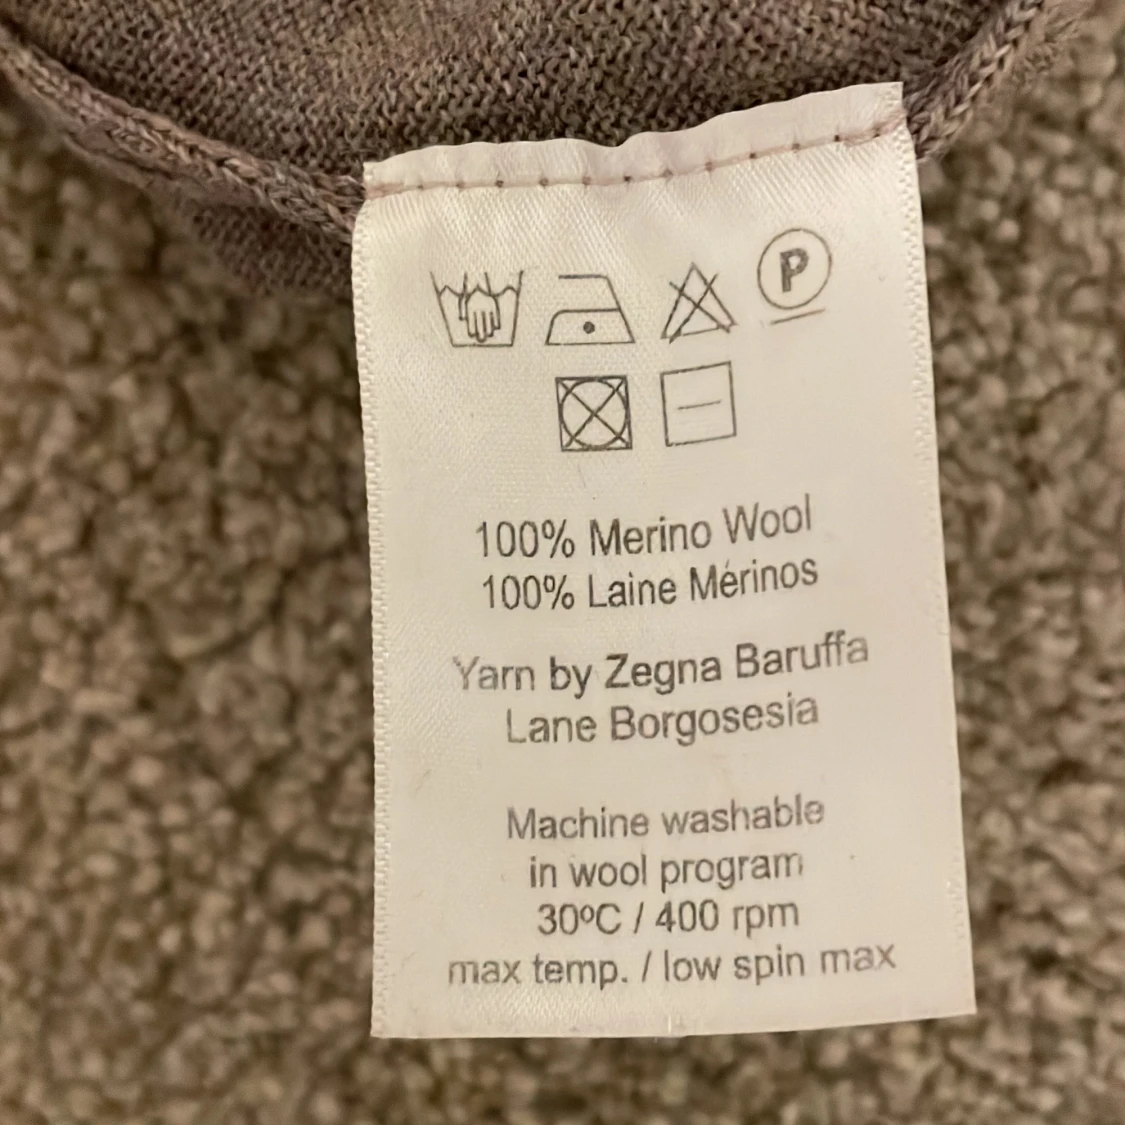 P
100% Merino Wool
100% Laine Mérinos
Yarn by Zegna Baruffa
Lane Borgosesia
Machine washable
in wool program
30ºC / 400 rpm
max temp. / low spin max